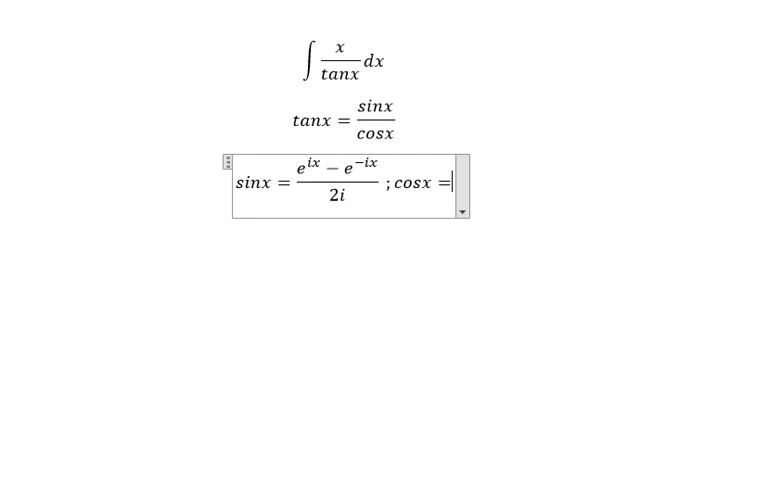 ∫ x/tanx dx
tanx = sinx/cosx
sinx = (e^{ix} − e^{−ix})/2i ; cosx =